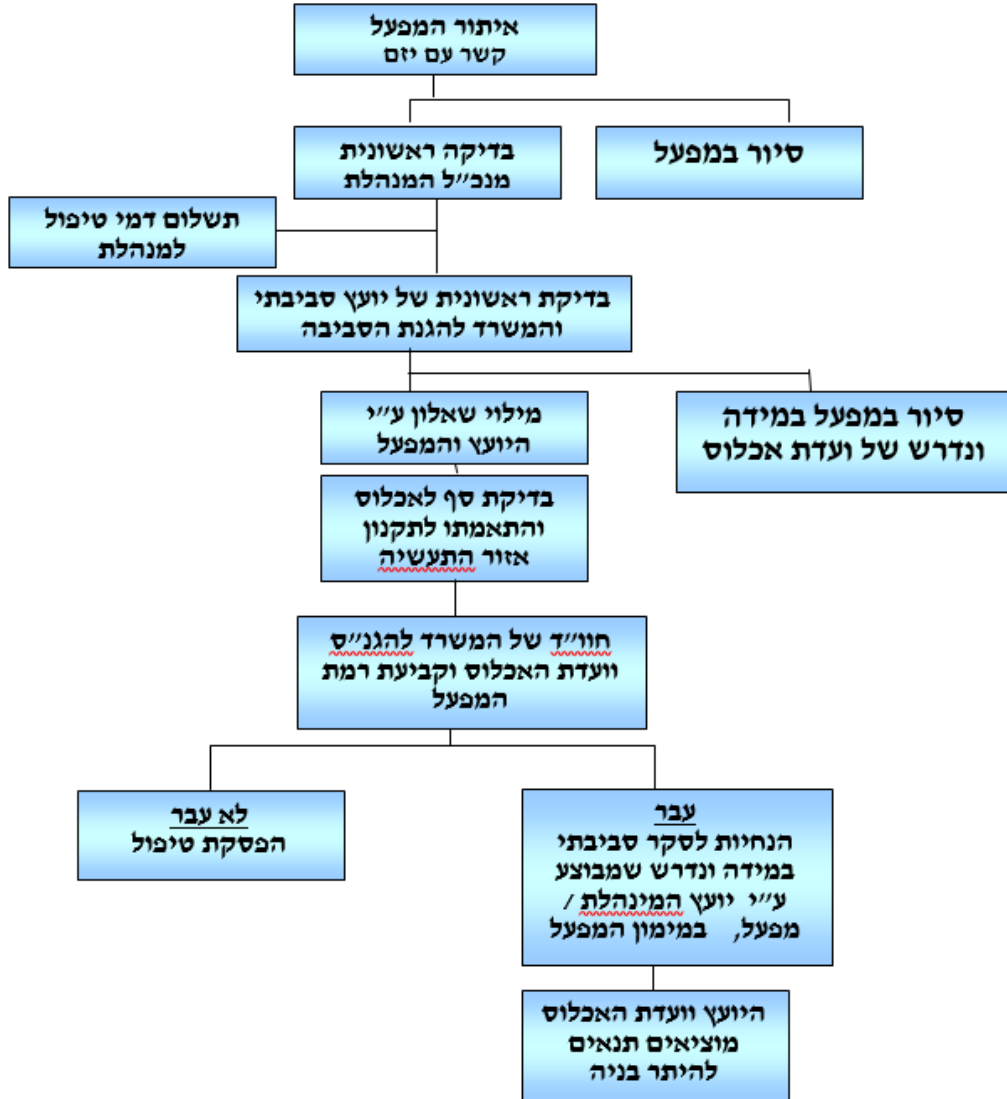 איתור המפעל
קשר עם יזם
סיור במפעל
בדיקה ראשונית
מנכ״ל המנהלת
תשלום דמי טיפול
למנהלת
בדיקת ראשונית של יועץ סביבתי
והמשרד להגנת הסביבה
סיור במפעל במידה
ונדרש של ועדת אכלוס
מילוי שאלון ע״י
היועץ והמפעל
בדיקת סף לאכלוס
והתאמתו לתקנון
אזור התעשיה
חוו״ד של המשרד להגנ״ס
וועדת האכלוס וקביעת רמת
המפעל
עבר
הנחיות לסקר סביבתי
במידה ונדרש שמבוצע
ע״י יועץ המינהלת /
מפעל, במימון המפעל
לא עבר
הפסקת טיפול
היועץ וועדת האכלוס
מוציאים תנאים
להיתר בניה